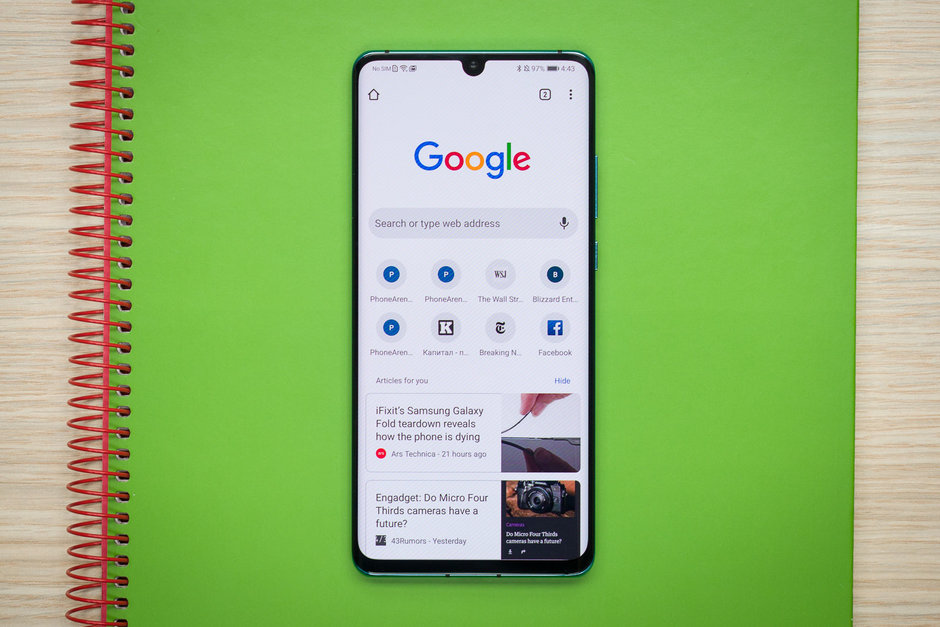 No SIM 97% 4:43
2
Google
Search or type web address
P P WSJ B
PhoneAren... PhoneAren... The Wall Str... Blizzard Ent...
P K T f
PhoneAren... Капитал - п... Breaking N... Facebook
Articles for you Hide
iFixit's Samsung Galaxy
Fold teardown reveals
how the phone is dying
Ars Technica - 21 hours ago
Engadget: Do Micro Four
Thirds cameras have a
future?
43Rumors - Yesterday
Cameras
Do Micro Four Thirds
cameras have a future?